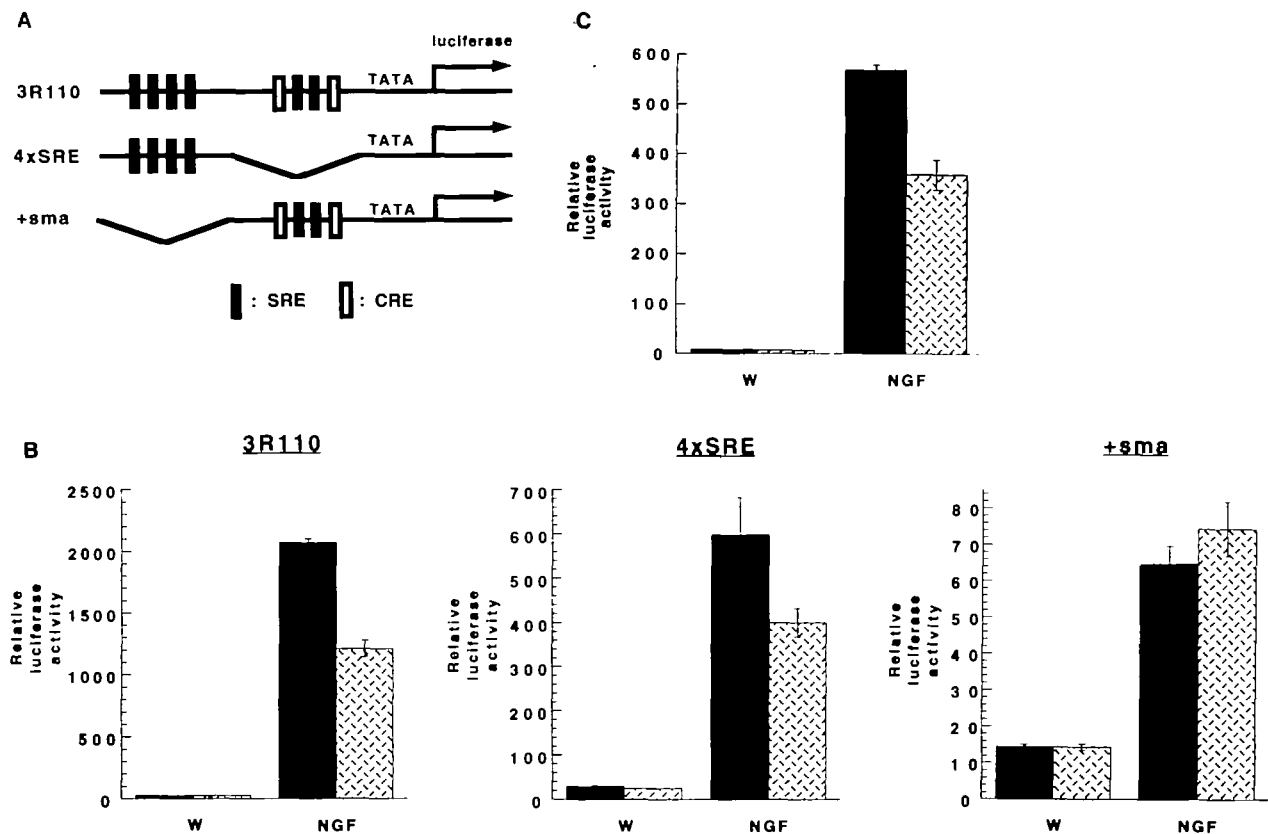 A
luciferase
3R110
TATA
4xSRE
TATA
+sma
TATA
: SRE
: CRE
C
Relative
luciferase
activity
600
500
400
300
200
100
0
W
NGF
B
3R110
Relative
luciferase
activity
2500
2000
1500
1000
500
0
W
NGF
4xSRE
Relative
luciferase
activity
700
600
500
400
300
200
100
0
W
NGF
+sma
Relative
luciferase
activity
80
70
60
50
40
30
20
10
0
W
NGF